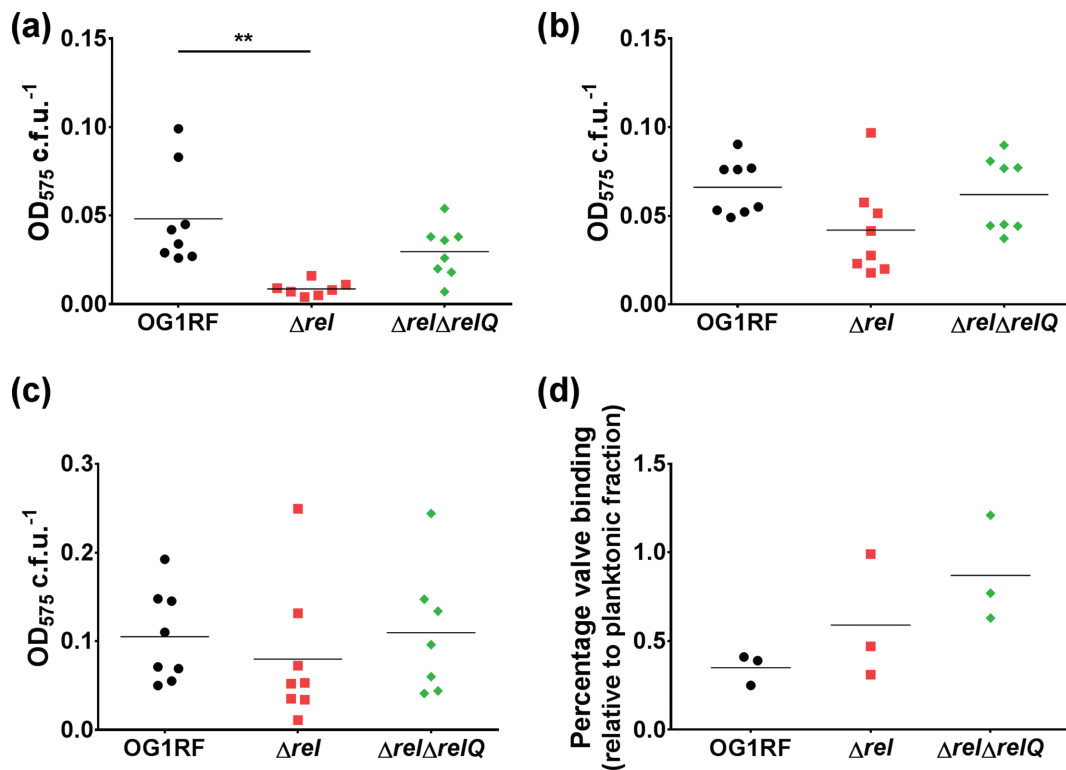 (a)
**
OD₅₇₅ c.f.u.⁻¹
0.15
0.10
0.05
0.00
OG1RF
Δrel
ΔrelΔrelQ
(b)
OD₅₇₅ c.f.u.⁻¹
0.15
0.10
0.05
0.00
OG1RF
Δrel
ΔrelΔrelQ
(c)
OD₅₇₅ c.f.u.⁻¹
0.3
0.2
0.1
0.0
OG1RF
Δrel
ΔrelΔrelQ
(d)
Percentage valve binding
(relative to planktonic fraction)
1.5
1.0
0.5
0.0
OG1RF
Δrel
ΔrelΔrelQ